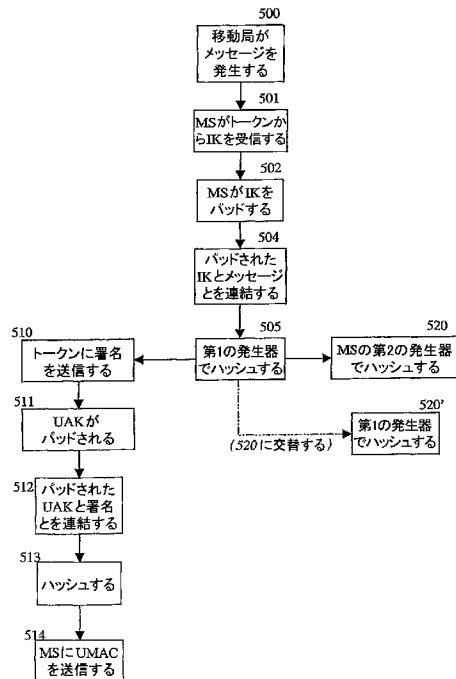 500
移動局が
メッセージを
発生する
501
MSがトークンか
らIKを受信する
502
MSがIKを
パッドする
504
パッドされた
IKとメッセージ
とを連結する
505
第1の発生器
でハッシュする
510
トークンに署名
を送信する
520
MSの第2の発生器
でハッシュする
520’
第1の発生器
でハッシュする
(520に交替する)
511
UAKが
パッドされる
512
パッドされた
UAKと署名
とを連結する
513
ハッシュする
514
MSにUMAC
を送信する